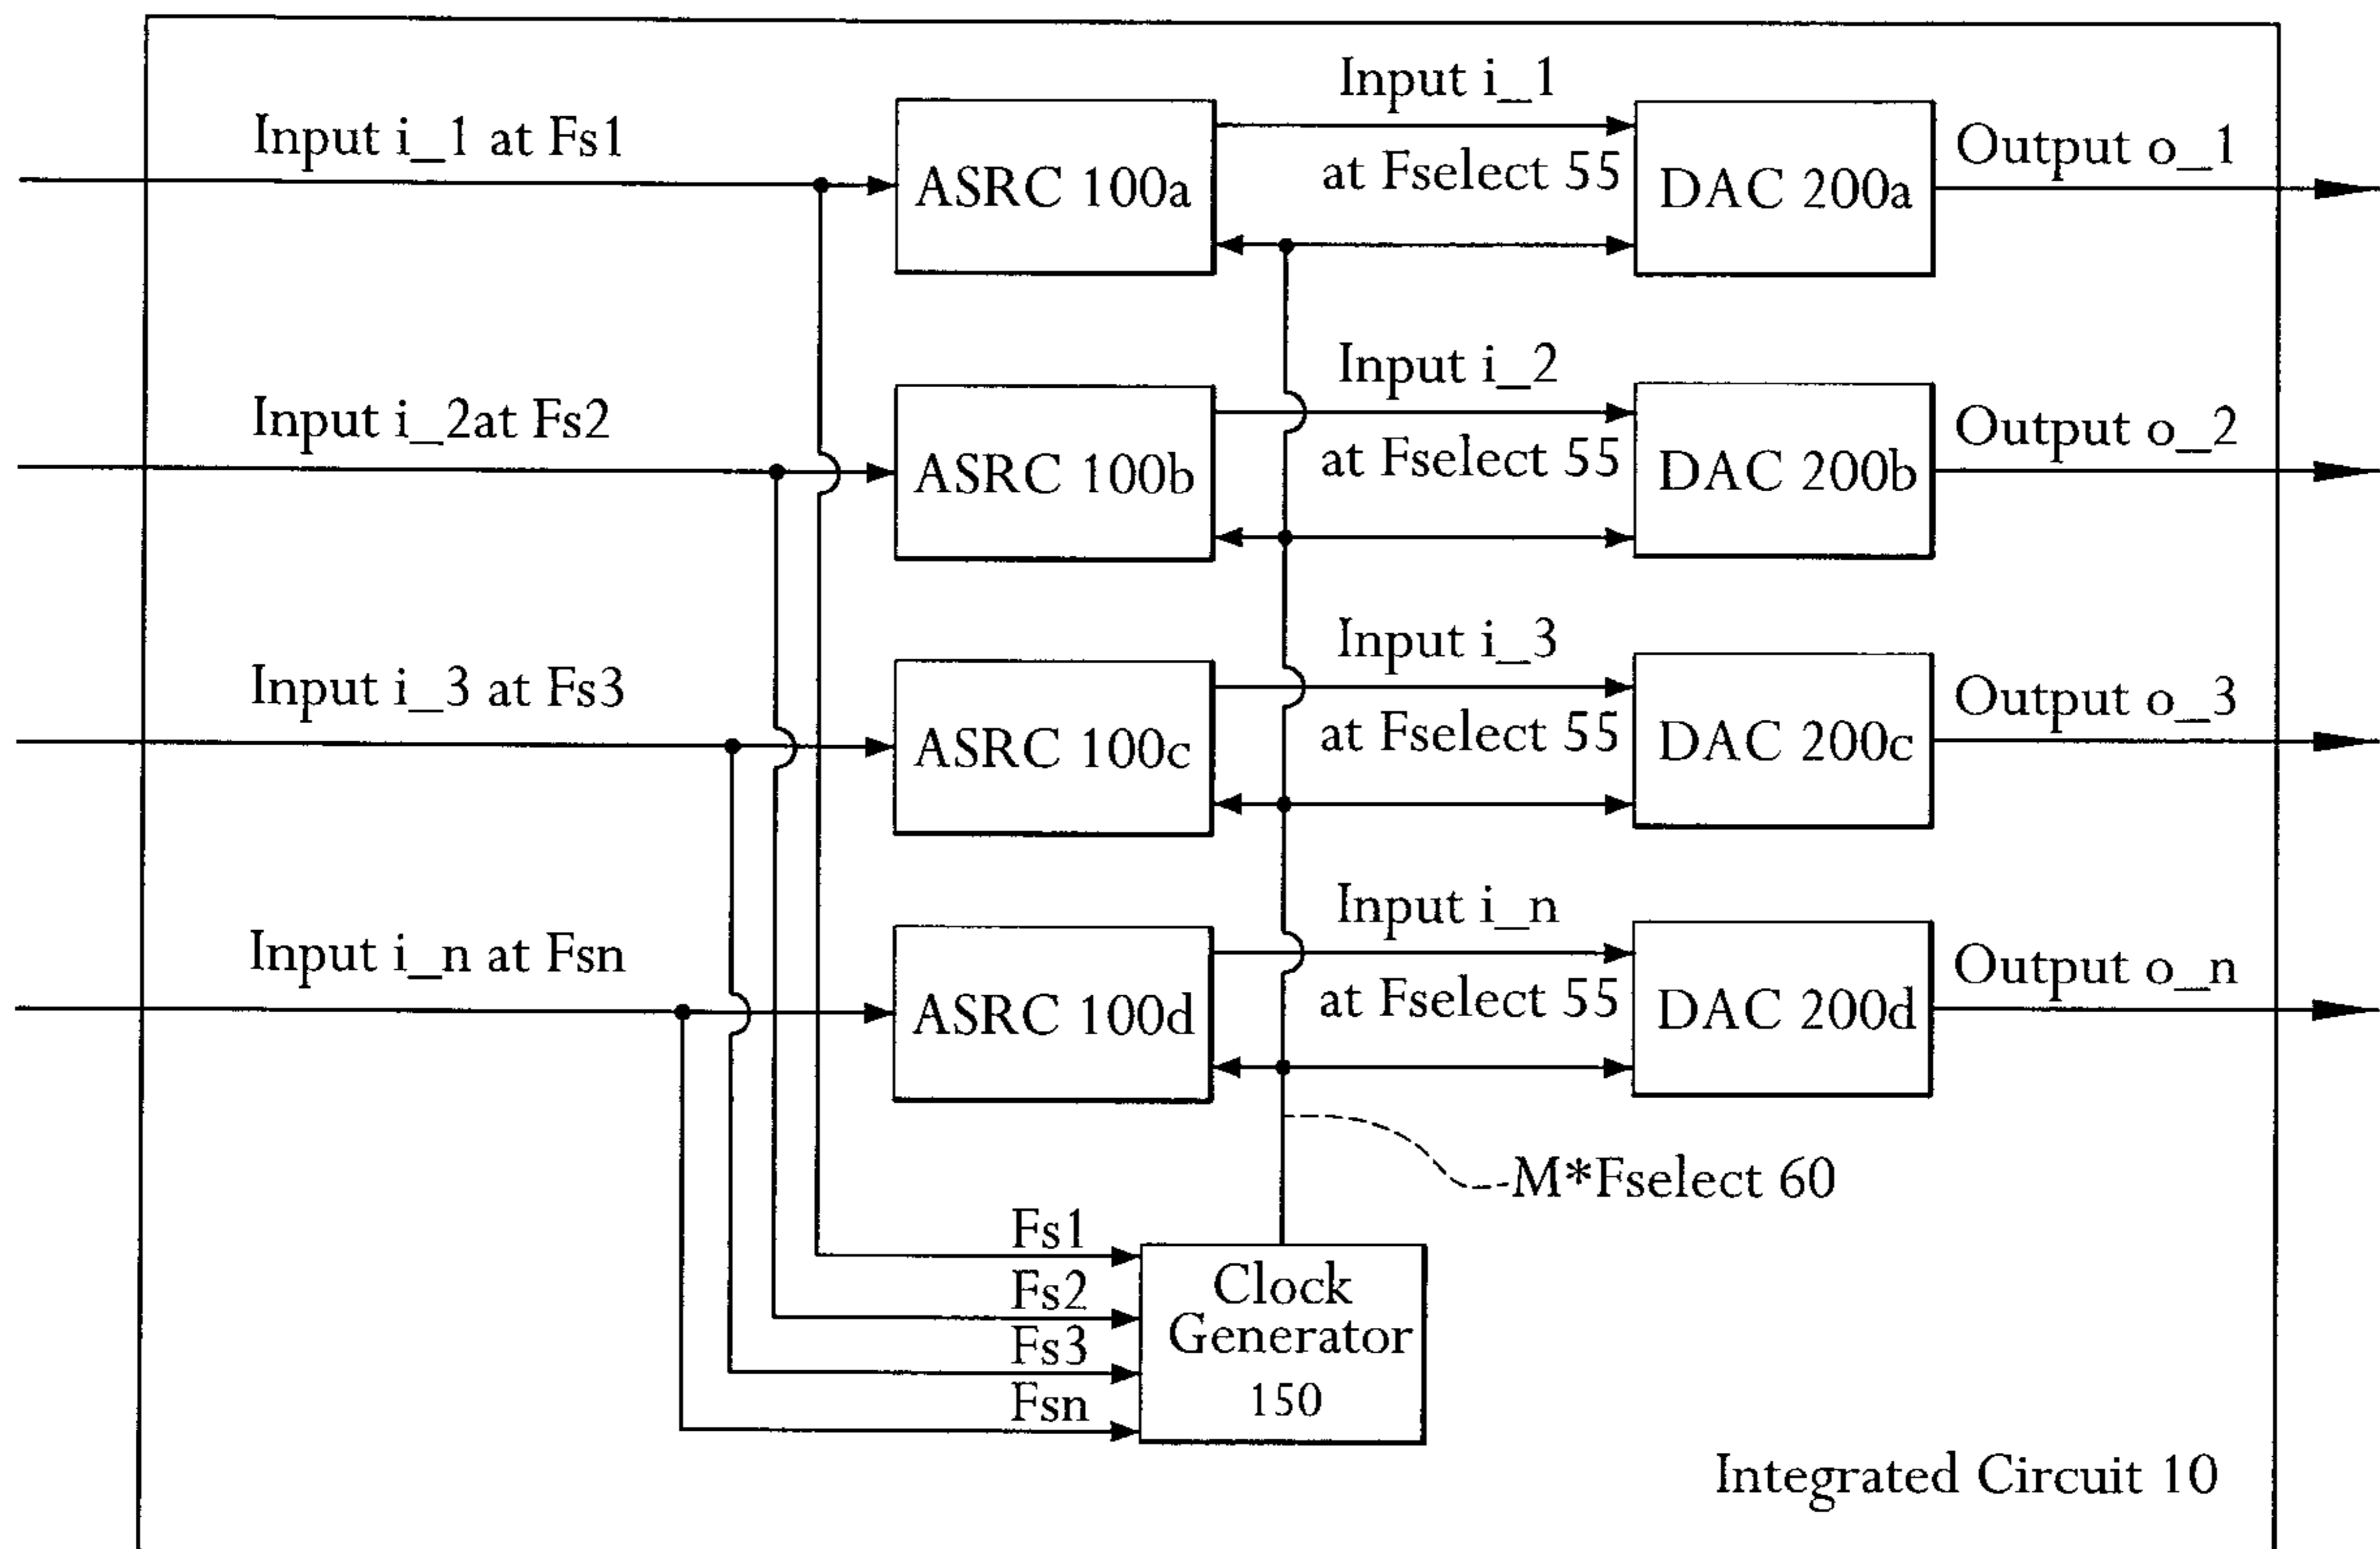 Input i_1 at Fs1
ASRC 100a
Input i_1
at Fselect 55
DAC 200a
Output o_1
Input i_2at Fs2
ASRC 100b
Input i_2
at Fselect 55
DAC 200b
Output o_2
Input i_3 at Fs3
ASRC 100c
Input i_3
at Fselect 55
DAC 200c
Output o_3
Input i_n at Fsn
ASRC 100d
Input i_n
at Fselect 55
DAC 200d
Output o_n
M*Fselect 60
Fs1
Fs2
Fs3
Fsn
Clock
Generator
150
Integrated Circuit 10